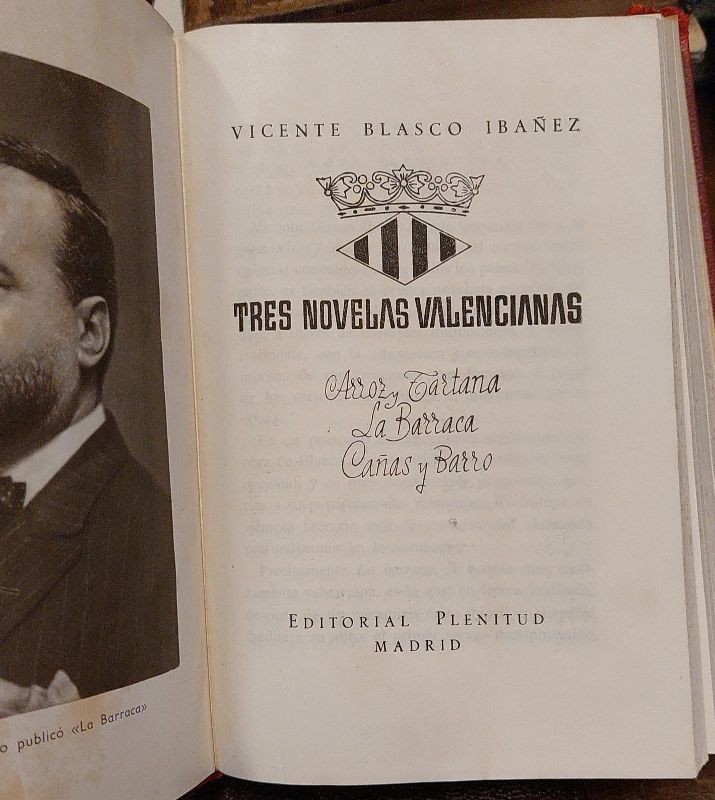 o publicó «La Barraca»
VICENTE BLASCO IBAÑEZ
TRES NOVELAS VALENCIANAS
Arroz y Tartana
La Barraca
Cañas y Barro
EDITORIAL PLENITUD
MADRID